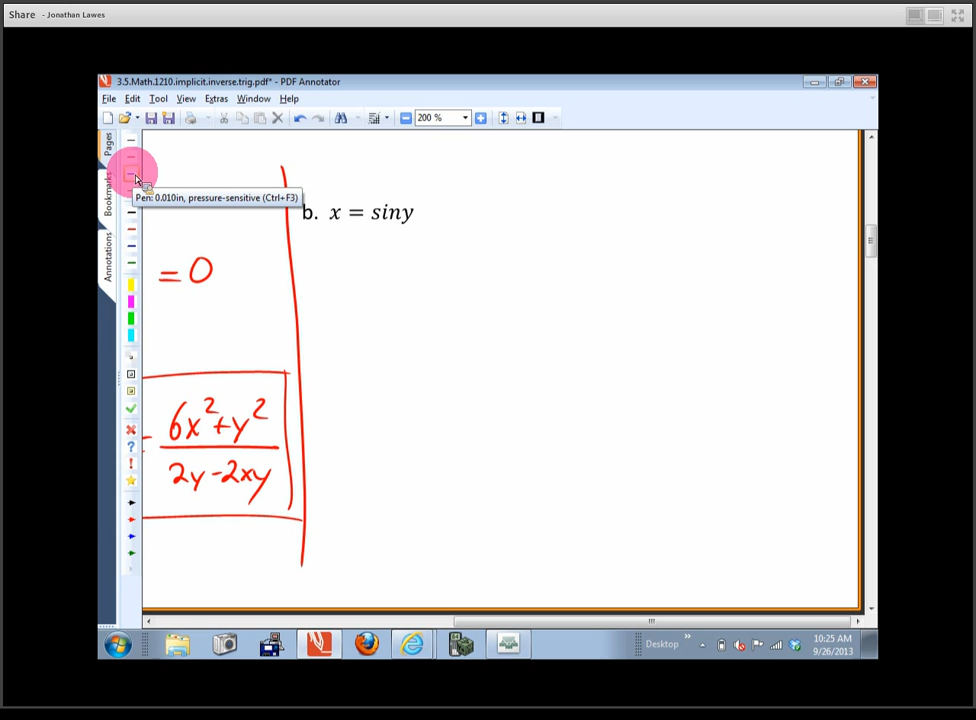 Share - Jonathan Lawes
3.5.Math.1210.implicit.inverse.trig.pdf* - PDF Annotator
File Edit Tool View Extras Window Help
200 %
Pages
Bookmarks
Annotations
Pen: 0.010in, pressure-sensitive (Ctrl+F3)
b. x = siny
= 0
6x²+y²
2y-2xy
Desktop
10:25 AM
9/26/2013